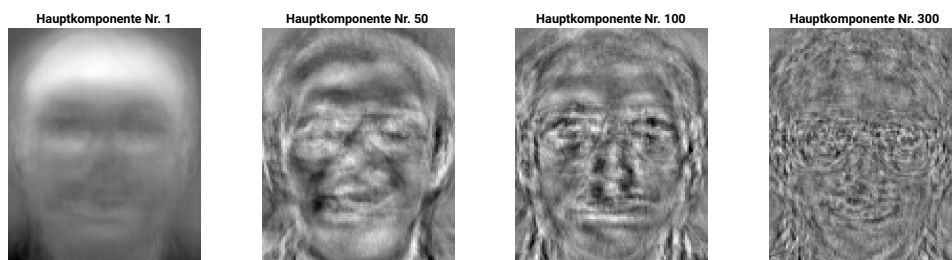 Hauptkomponente Nr. 1
Hauptkomponente Nr. 50
Hauptkomponente Nr. 100
Hauptkomponente Nr. 300